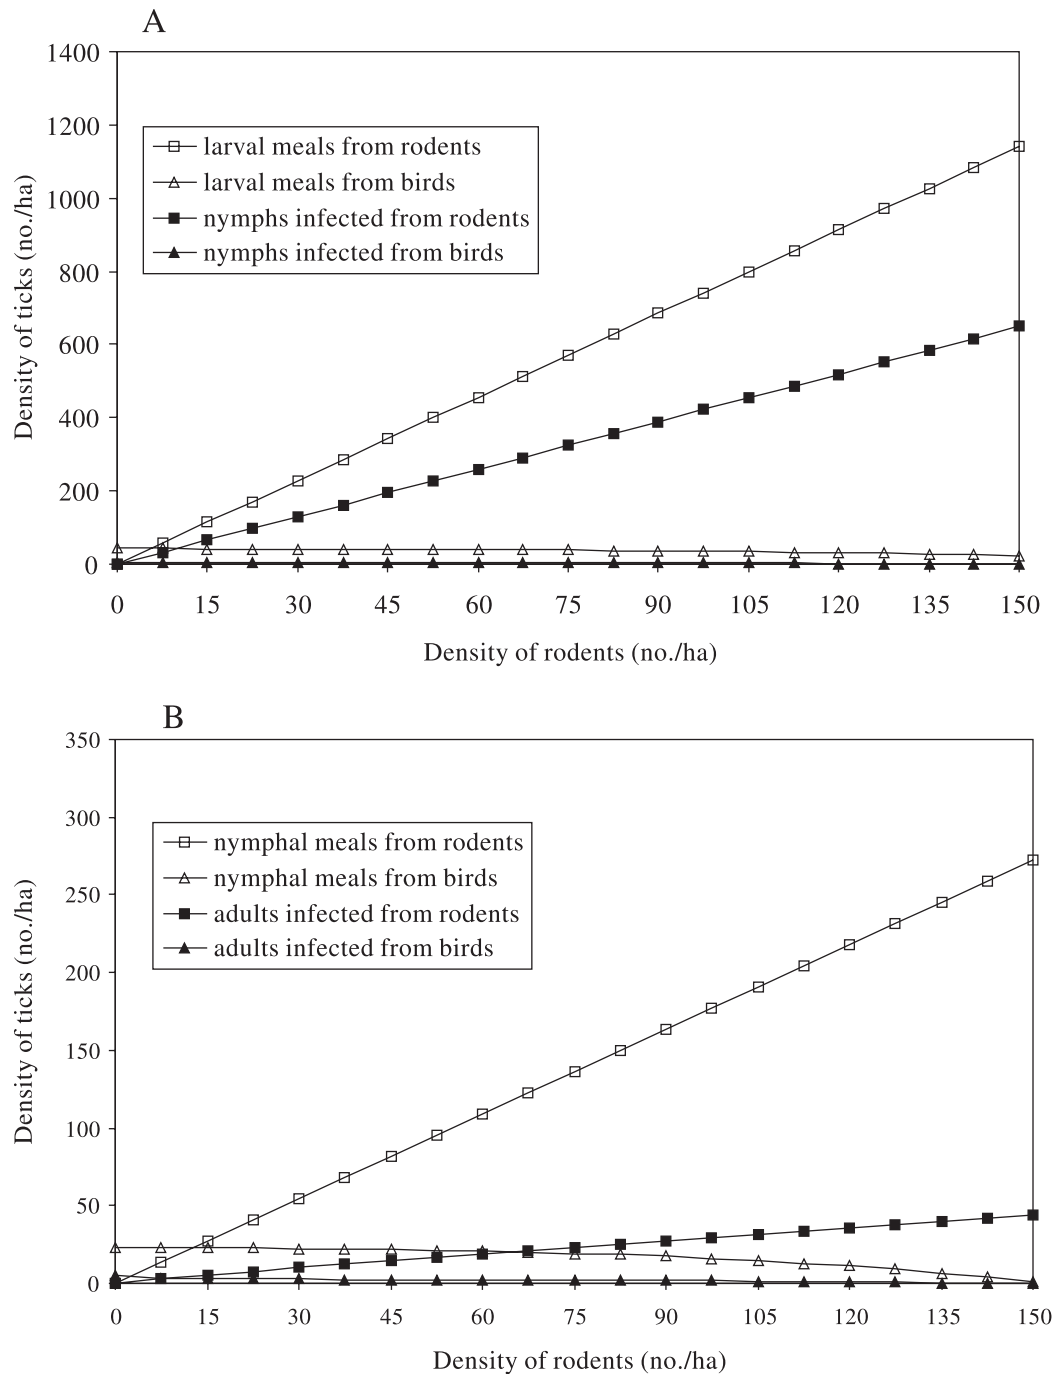 A
1400
1200
1000
800
600
400
200
0
Density of ticks (no./ha)
larval meals from rodents
larval meals from birds
nymphs infected from rodents
nymphs infected from birds
0 15 30 45 60 75 90 105 120 135 150
Density of rodents (no./ha)
B
350
300
250
200
150
100
50
0
Density of ticks (no./ha)
nymphal meals from rodents
nymphal meals from birds
adults infected from rodents
adults infected from birds
0 15 30 45 60 75 90 105 120 135 150
Density of rodents (no./ha)